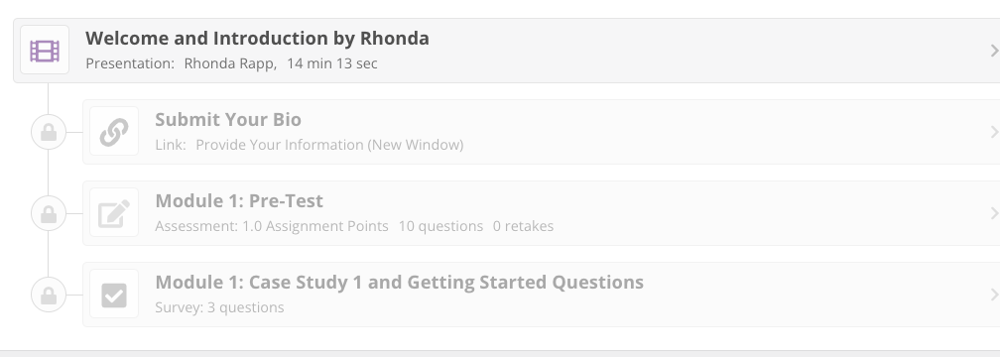 Welcome and Introduction by Rhonda
Presentation: Rhonda Rapp, 14 min 13 sec
Submit Your Bio
Link: Provide Your Information (New Window)
Module 1: Pre-Test
Assessment: 1.0 Assignment Points 10 questions 0 retakes
Module 1: Case Study 1 and Getting Started Questions
Survey: 3 questions